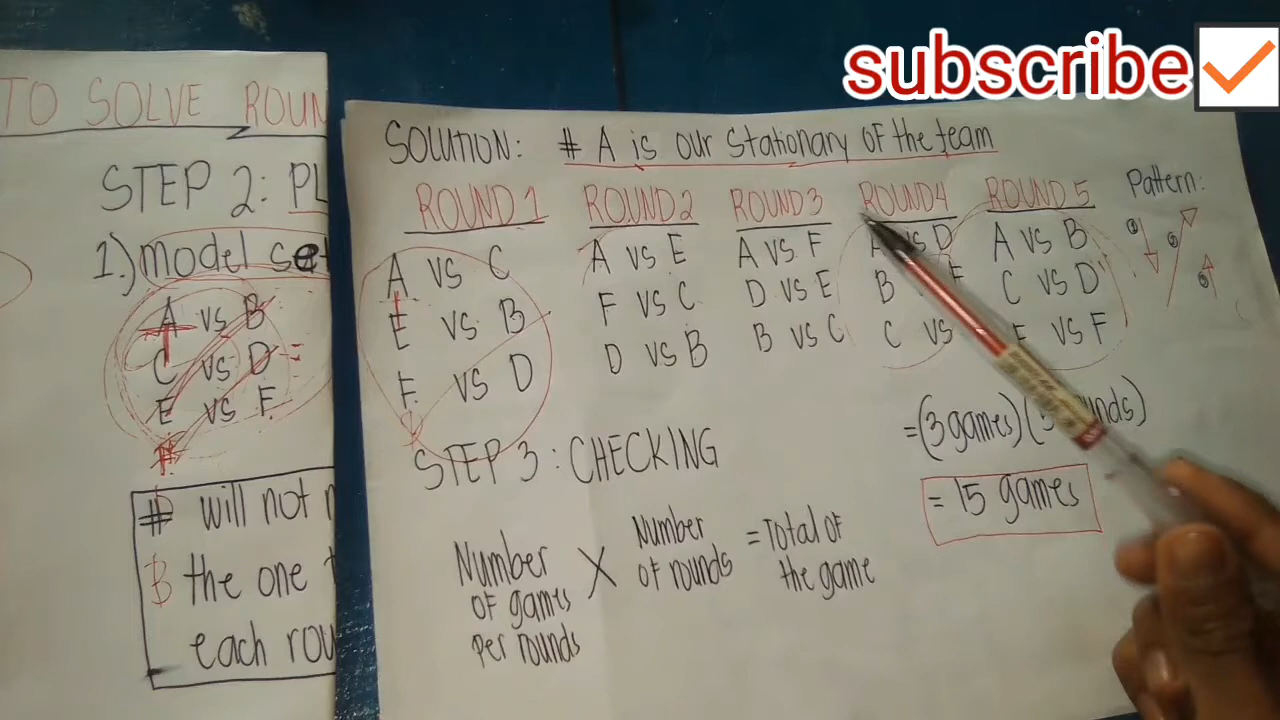 subscribe
TO SOLVE ROUN
STEP 2: PL
1.) model set
A vs B
C vs D =
E vs F
# will not
B the one
each rou
SOLUTION: # A is our Stationary of the team
ROUND 1
A vs C
E vs B
F vs D
ROUND 2
A vs E
F vs C
D vs B
ROUND 3
A vs F
D vs E
B vs C
ROUND 4
A vs D
B F
C vs
ROUND 5
A vs B
C vs D
vs F
Pattern:
STEP 3: CHECKING
Number of games per rounds X Number of rounds = Total of the game
= (3 games)( rounds)
= 15 games